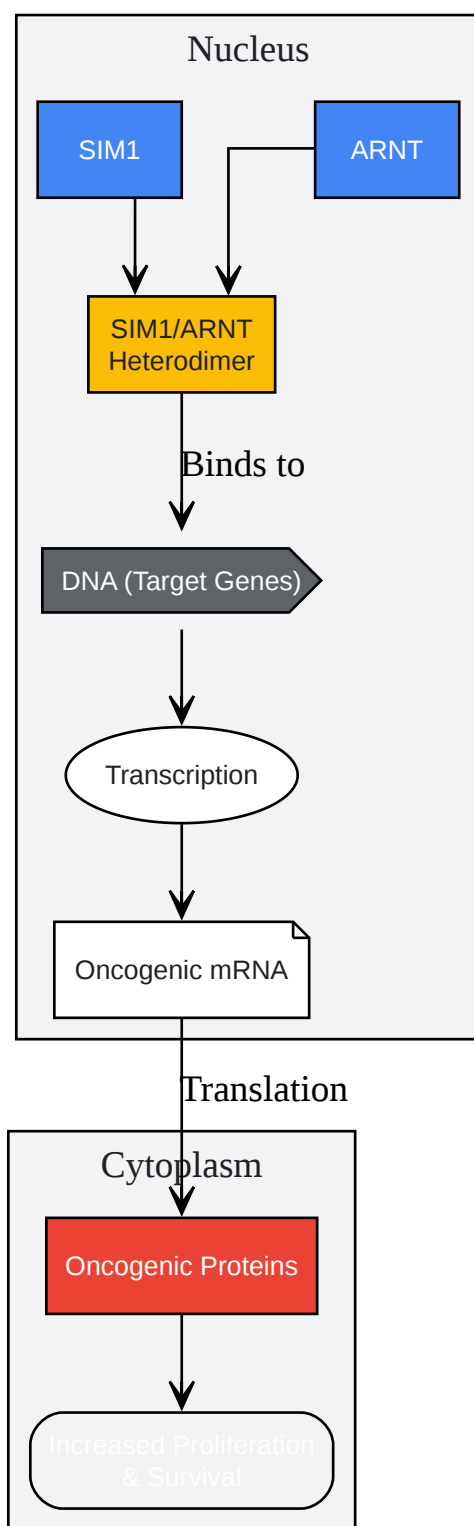 Nucleus
SIM1
ARNT
SIM1/ARNT
Heterodimer
Binds to
DNA (Target Genes)
Transcription
Oncogenic mRNA
Translation
Cytoplasm
Oncogenic Proteins
Increased Proliferation
& Survival